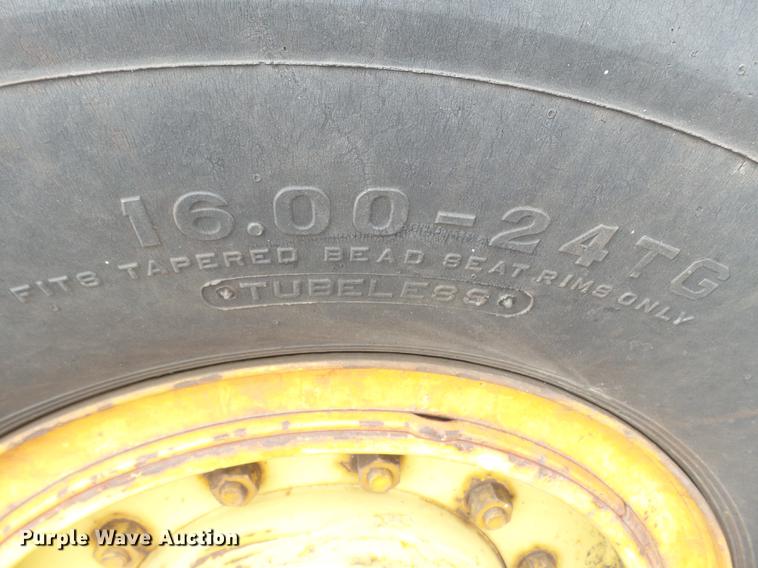 16.00-24TG
FITS TAPERED BEAD SEAT RIMS ONLY
TUBELESS
Purple Wave Auction